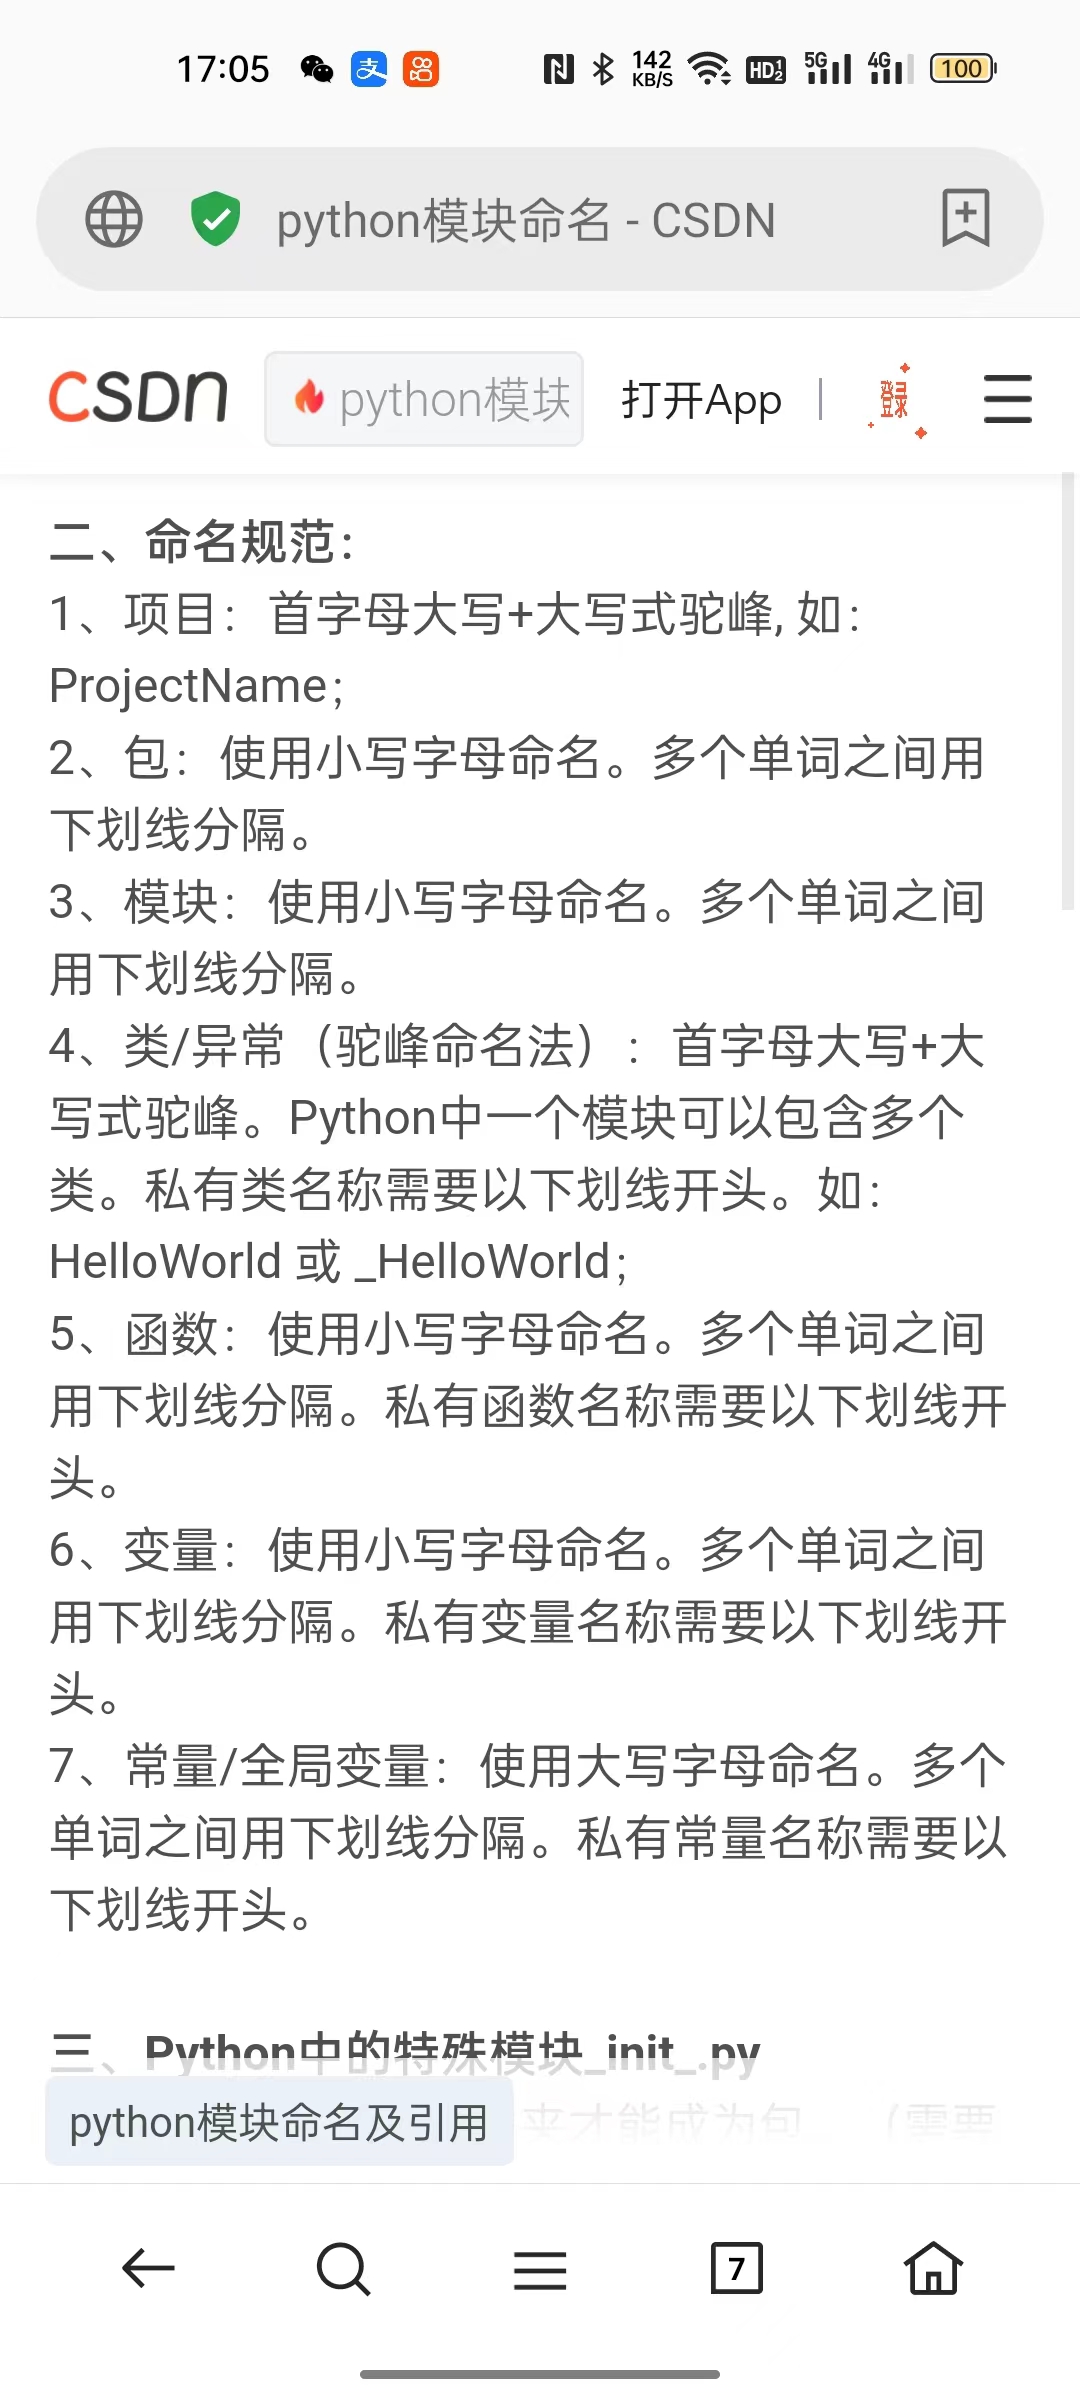 17:05 142 KB/S HD 1 2 5G 4G 100
python模块命名 - CSDN
CSDN python模块 打开App 登录
二、命名规范：
1、项目：首字母大写+大写式驼峰, 如：
ProjectName；
2、包：使用小写字母命名。多个单词之间用
下划线分隔。
3、模块：使用小写字母命名。多个单词之间
用下划线分隔。
4、类/异常（驼峰命名法）：首字母大写+大
写式驼峰。Python中一个模块可以包含多个
类。私有类名称需要以下划线开头。如：
HelloWorld 或 _HelloWorld；
5、函数：使用小写字母命名。多个单词之间
用下划线分隔。私有函数名称需要以下划线开
头。
6、变量：使用小写字母命名。多个单词之间
用下划线分隔。私有变量名称需要以下划线开
头。
7、常量/全局变量：使用大写字母命名。多个
单词之间用下划线分隔。私有常量名称需要以
下划线开头。
三、Python中的特殊模块_init_.py
python模块命名及引用 才能成为包 （需要
7